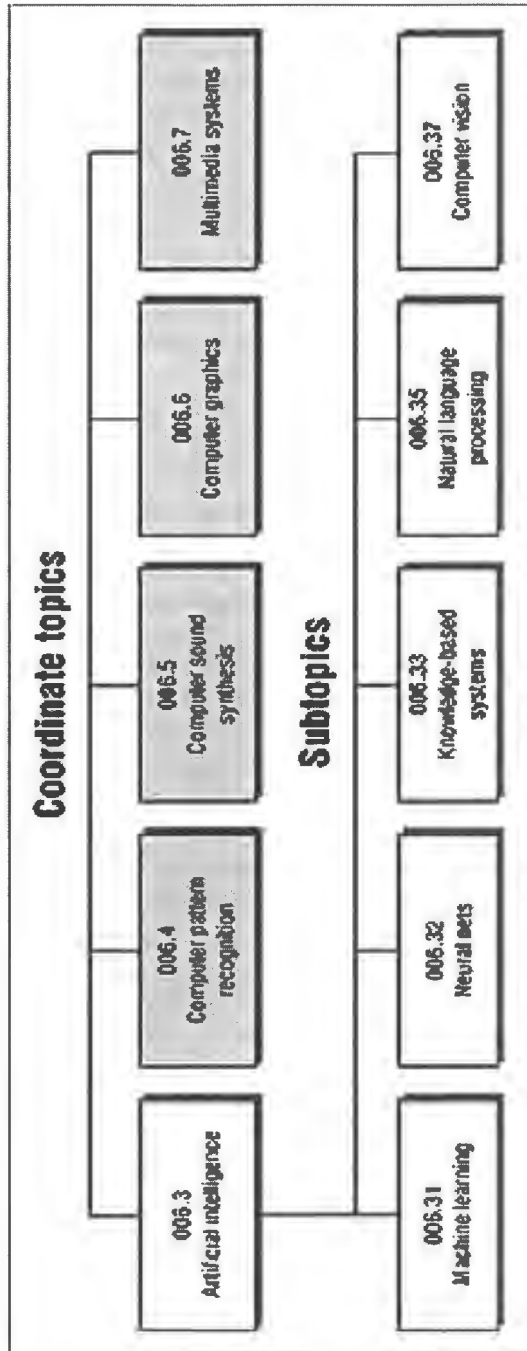 Coordinate topics
006.3
Artificial intelligence
006.4
Computer pattern
recognition
006.5
Computer sound
synthesis
006.6
Computer graphics
006.7
Multimedia systems
Subtopics
006.31
Machine learning
006.32
Neural nets
006.33
Knowledge-based
systems
006.35
Natural language
processing
006.37
Computer vision